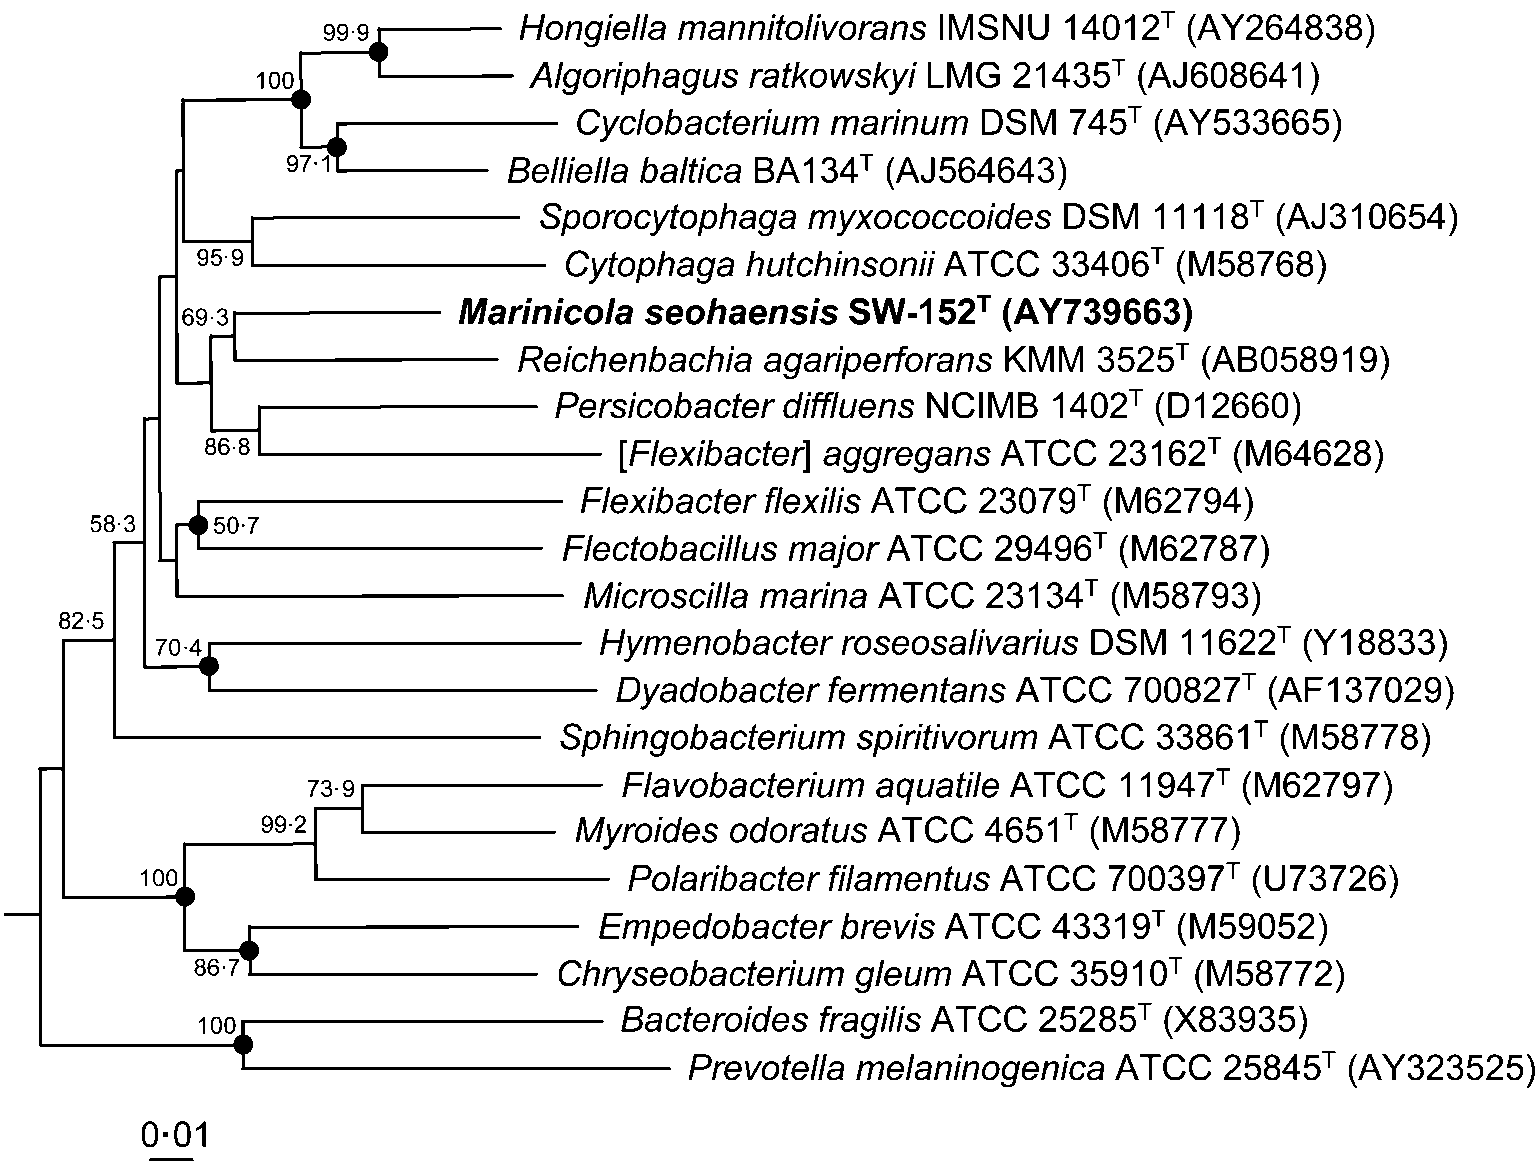 99·9
Hongiella mannitolivorans IMSNU 14012ᵀ (AY264838)
100
Algoriphagus ratkowskyi LMG 21435ᵀ (AJ608641)
Cyclobacterium marinum DSM 745ᵀ (AY533665)
97·1
Belliella baltica BA134ᵀ (AJ564643)
Sporocytophaga myxococcoides DSM 11118ᵀ (AJ310654)
95·9
Cytophaga hutchinsonii ATCC 33406ᵀ (M58768)
69·3
Marinicola seohaensis SW-152ᵀ (AY739663)
Reichenbachia agariperforans KMM 3525ᵀ (AB058919)
Persicobacter diffluens NCIMB 1402ᵀ (D12660)
86·8
[Flexibacter] aggregans ATCC 23162ᵀ (M64628)
Flexibacter flexilis ATCC 23079ᵀ (M62794)
58·3
50·7
Flectobacillus major ATCC 29496ᵀ (M62787)
Microscilla marina ATCC 23134ᵀ (M58793)
82·5
70·4
Hymenobacter roseosalivarius DSM 11622ᵀ (Y18833)
Dyadobacter fermentans ATCC 700827ᵀ (AF137029)
Sphingobacterium spiritivorum ATCC 33861ᵀ (M58778)
73·9
Flavobacterium aquatile ATCC 11947ᵀ (M62797)
99·2
Myroides odoratus ATCC 4651ᵀ (M58777)
100
Polaribacter filamentus ATCC 700397ᵀ (U73726)
Empedobacter brevis ATCC 43319ᵀ (M59052)
86·7
Chryseobacterium gleum ATCC 35910ᵀ (M58772)
100
Bacteroides fragilis ATCC 25285ᵀ (X83935)
Prevotella melaninogenica ATCC 25845ᵀ (AY323525)
0·01